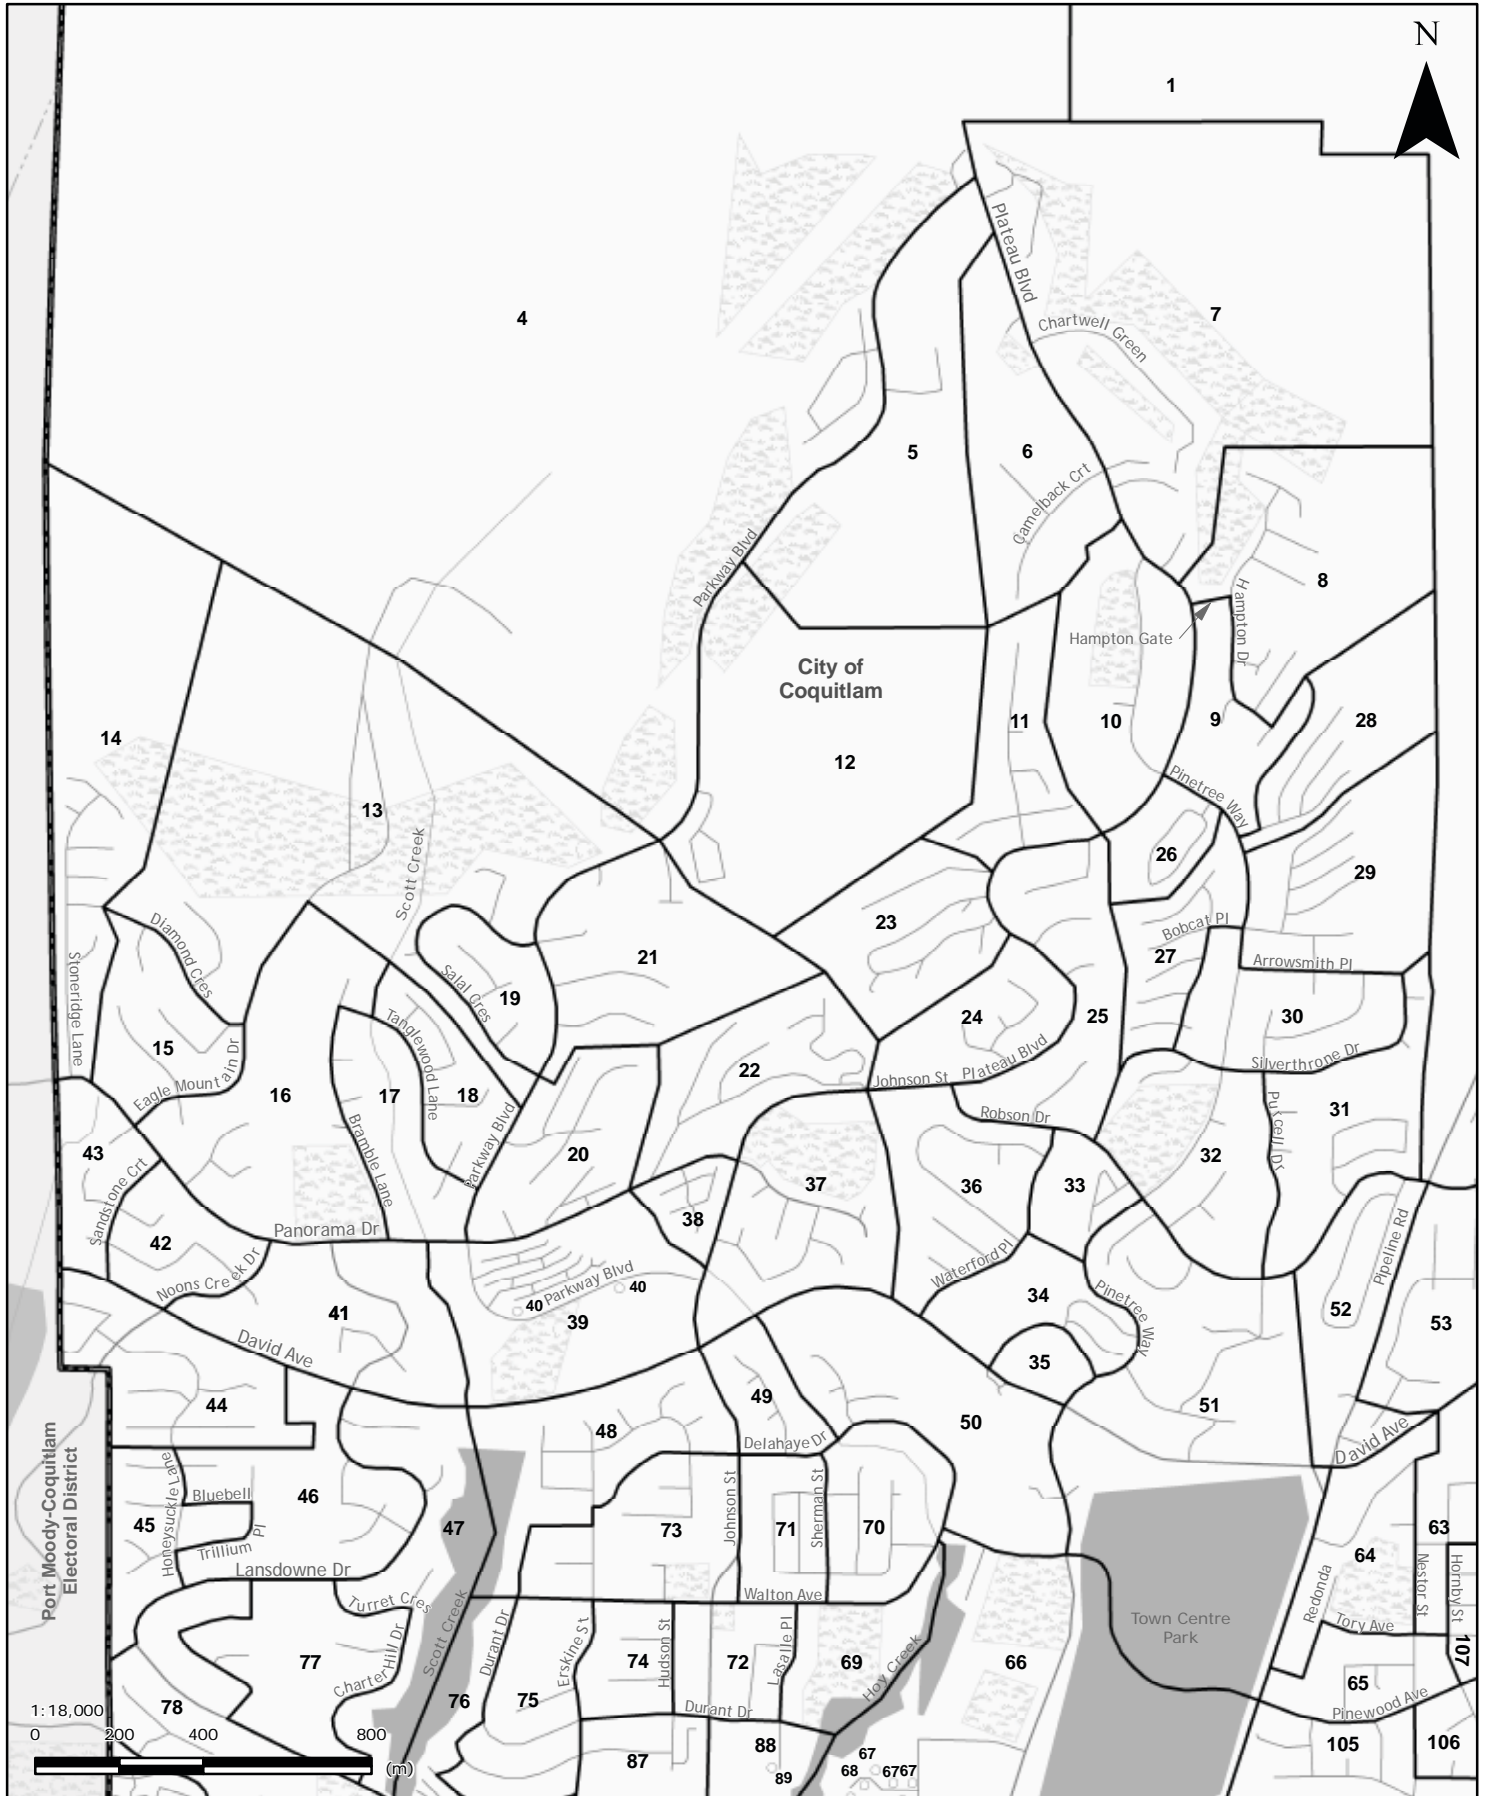 N
1
Plateau Blvd
4
7
Chartwell Green
5
6
Camelback Crt
Parkway Blvd
8
Hampton Dr
Hampton Gate
City of
Coquitlam
14
11
10
9
28
12
Pinetree Way
13
Scott Creek
26
29
Diamond Cres
23
Bobcat Pl
27
Arrowsmith Pl
Stoneridge Lane
21
Salal Cres
19
24
25
30
15
Tanglewood Lane
Silverthrone Dr
Eagle Mountain Dr
16
17
18
22
Johnson St
Plateau Blvd
Robson Dr
Purcell Dr
31
43
Bramble Lane
Parkway Blvd
20
32
Sandstone Crt
37
36
33
38
42
Panorama Dr
Noons Creek Dr
Waterford Pl
Pipeline Rd
Parkway Blvd
40
40
41
39
34
Pinetree Way
52
53
David Ave
35
44
49
51
50
48
Delahaye Dr
David Ave
Port Moody-Coquitlam
Electoral District
Honeysuckle Lane
Bluebell
46
45
Trillium
Pl
47
73
Johnson St
71
Sherman St
70
63
64
Lansdowne Dr
Walton Ave
Turret Cres
Redonda
Nestor St
Hornby St
Tory Ave
Town Centre
Park
Scott Creek
Durant Dr
Erskine St
74
Hudson St
72
Lasalle Pl
69
Hoy Creek
66
107
77
Charter Hill Dr
65
78
76
75
Durant Dr
Pinewood Ave
1:18,000
0
200
400
800
(m)
87
88
89
67
68
67
67
105
106